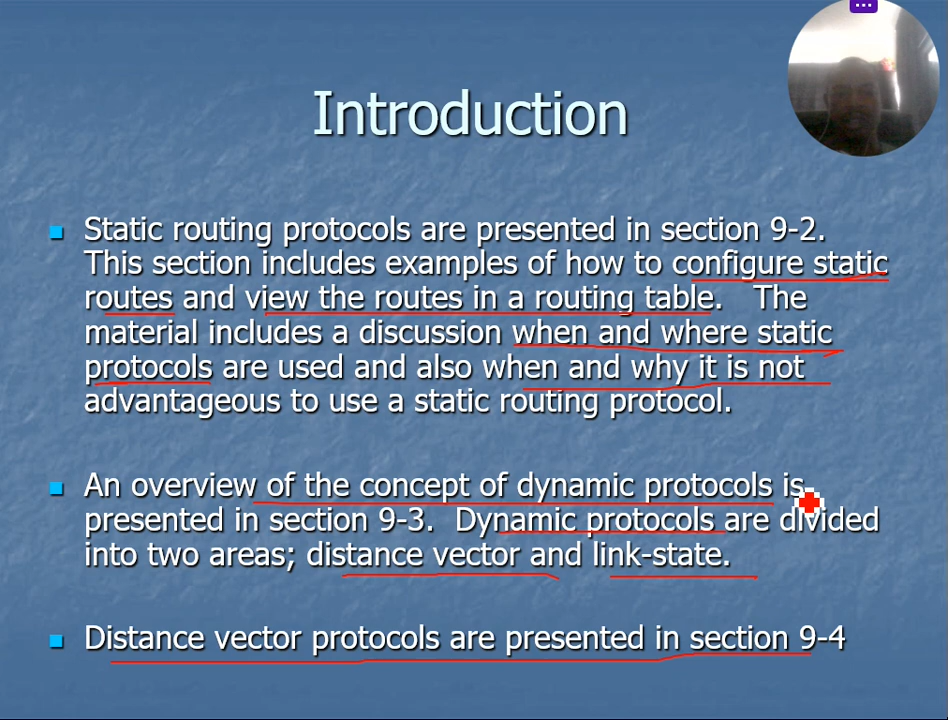 Introduction
Static routing protocols are presented in section 9-2.
This section includes examples of how to configure static
routes and view the routes in a routing table. The
material includes a discussion when and where static
protocols are used and also when and why it is not
advantageous to use a static routing protocol.
An overview of the concept of dynamic protocols is
presented in section 9-3. Dynamic protocols are divided
into two areas; distance vector and link-state.
Distance vector protocols are presented in section 9-4